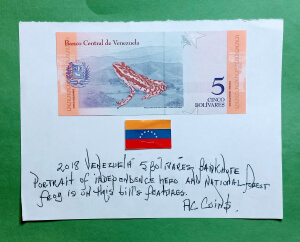 Banco Central de Venezuela
5
CINCO
BOLÍVARES
2018 VENEZUELA 5 BOLIVARES BANKNOTE
PORTRAIT OF INDEPENDENCE HERO AND NATIONAL FOREST
FROG IS ON THIS BILL'S FEATURES.
AC COINS.